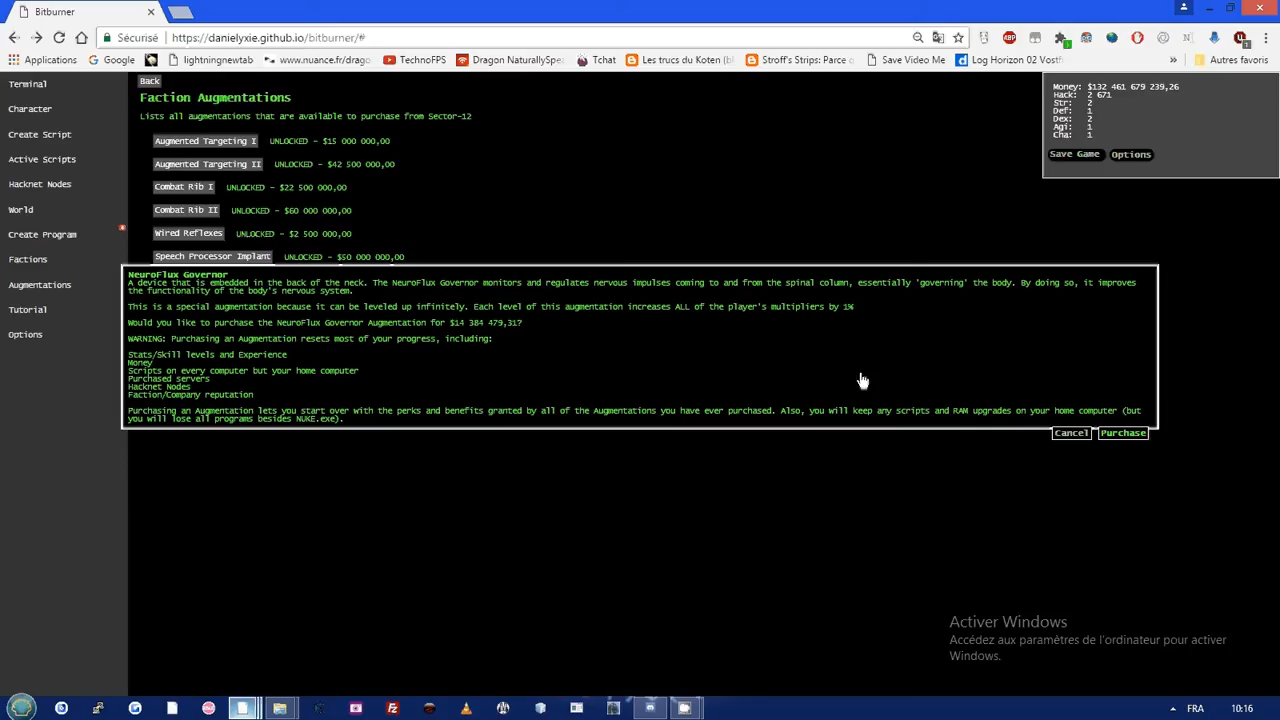 Bitburner
Sécurisé
https://danielyxie.github.io/bitburner/#
Applications
Google
lightningnewtab
www.nuance.fr/drago
TechnoFPS
Dragon NaturallySpe
Tchat
Les trucs du Koten (bl
Stroff's Strips: Parce q
Save Video Me
Log Horizon 02 Vostf
»
Autres favoris
Terminal
Character
Create Script
Active Scripts
Hacknet Nodes
World
Create Program
Factions
Augmentations
Tutorial
Options
Back
Faction Augmentations
Lists all augmentations that are available to purchase from Sector-12
Augmented Targeting I UNLOCKED - $15 000 000,00
Augmented Targeting II UNLOCKED - $42 500 000,00
Combat Rib I UNLOCKED - $22 500 000,00
Combat Rib II UNLOCKED - $60 000 000,00
Wired Reflexes UNLOCKED - $2 500 000,00
Speech Processor Implant UNLOCKED - $50 000 000,00
Money: $132 461 679 239,26
Hack: 2 671
Str: 2
Def: 1
Dex: 2
Agi: 1
Cha: 1
Save Game Options
NeuroFlux Governor
A device that is embedded in the back of the neck. The NeuroFlux Governor monitors and regulates nervous impulses coming to and from the spinal column, essentially 'governing' the body. By doing so, it improves
the functionality of the body's nervous system.
This is a special augmentation because it can be leveled up infinitely. Each level of this augmentation increases ALL of the player's multipliers by 1%
Would you like to purchase the NeuroFlux Governor Augmentation for $14 384 479,31?
WARNING: Purchasing an Augmentation resets most of your progress, including:
Stats/Skill levels and Experience
Money
Scripts on every computer but your home computer
Purchased servers
Hacknet Nodes
Faction/Company reputation
Purchasing an Augmentation lets you start over with the perks and benefits granted by all of the Augmentations you have ever purchased. Also, you will keep any scripts and RAM upgrades on your home computer (but
you will lose all programs besides NUKE.exe).
Cancel Purchase
Activer Windows
Accédez aux paramètres de l'ordinateur pour activer
Windows.
FRA
10:16